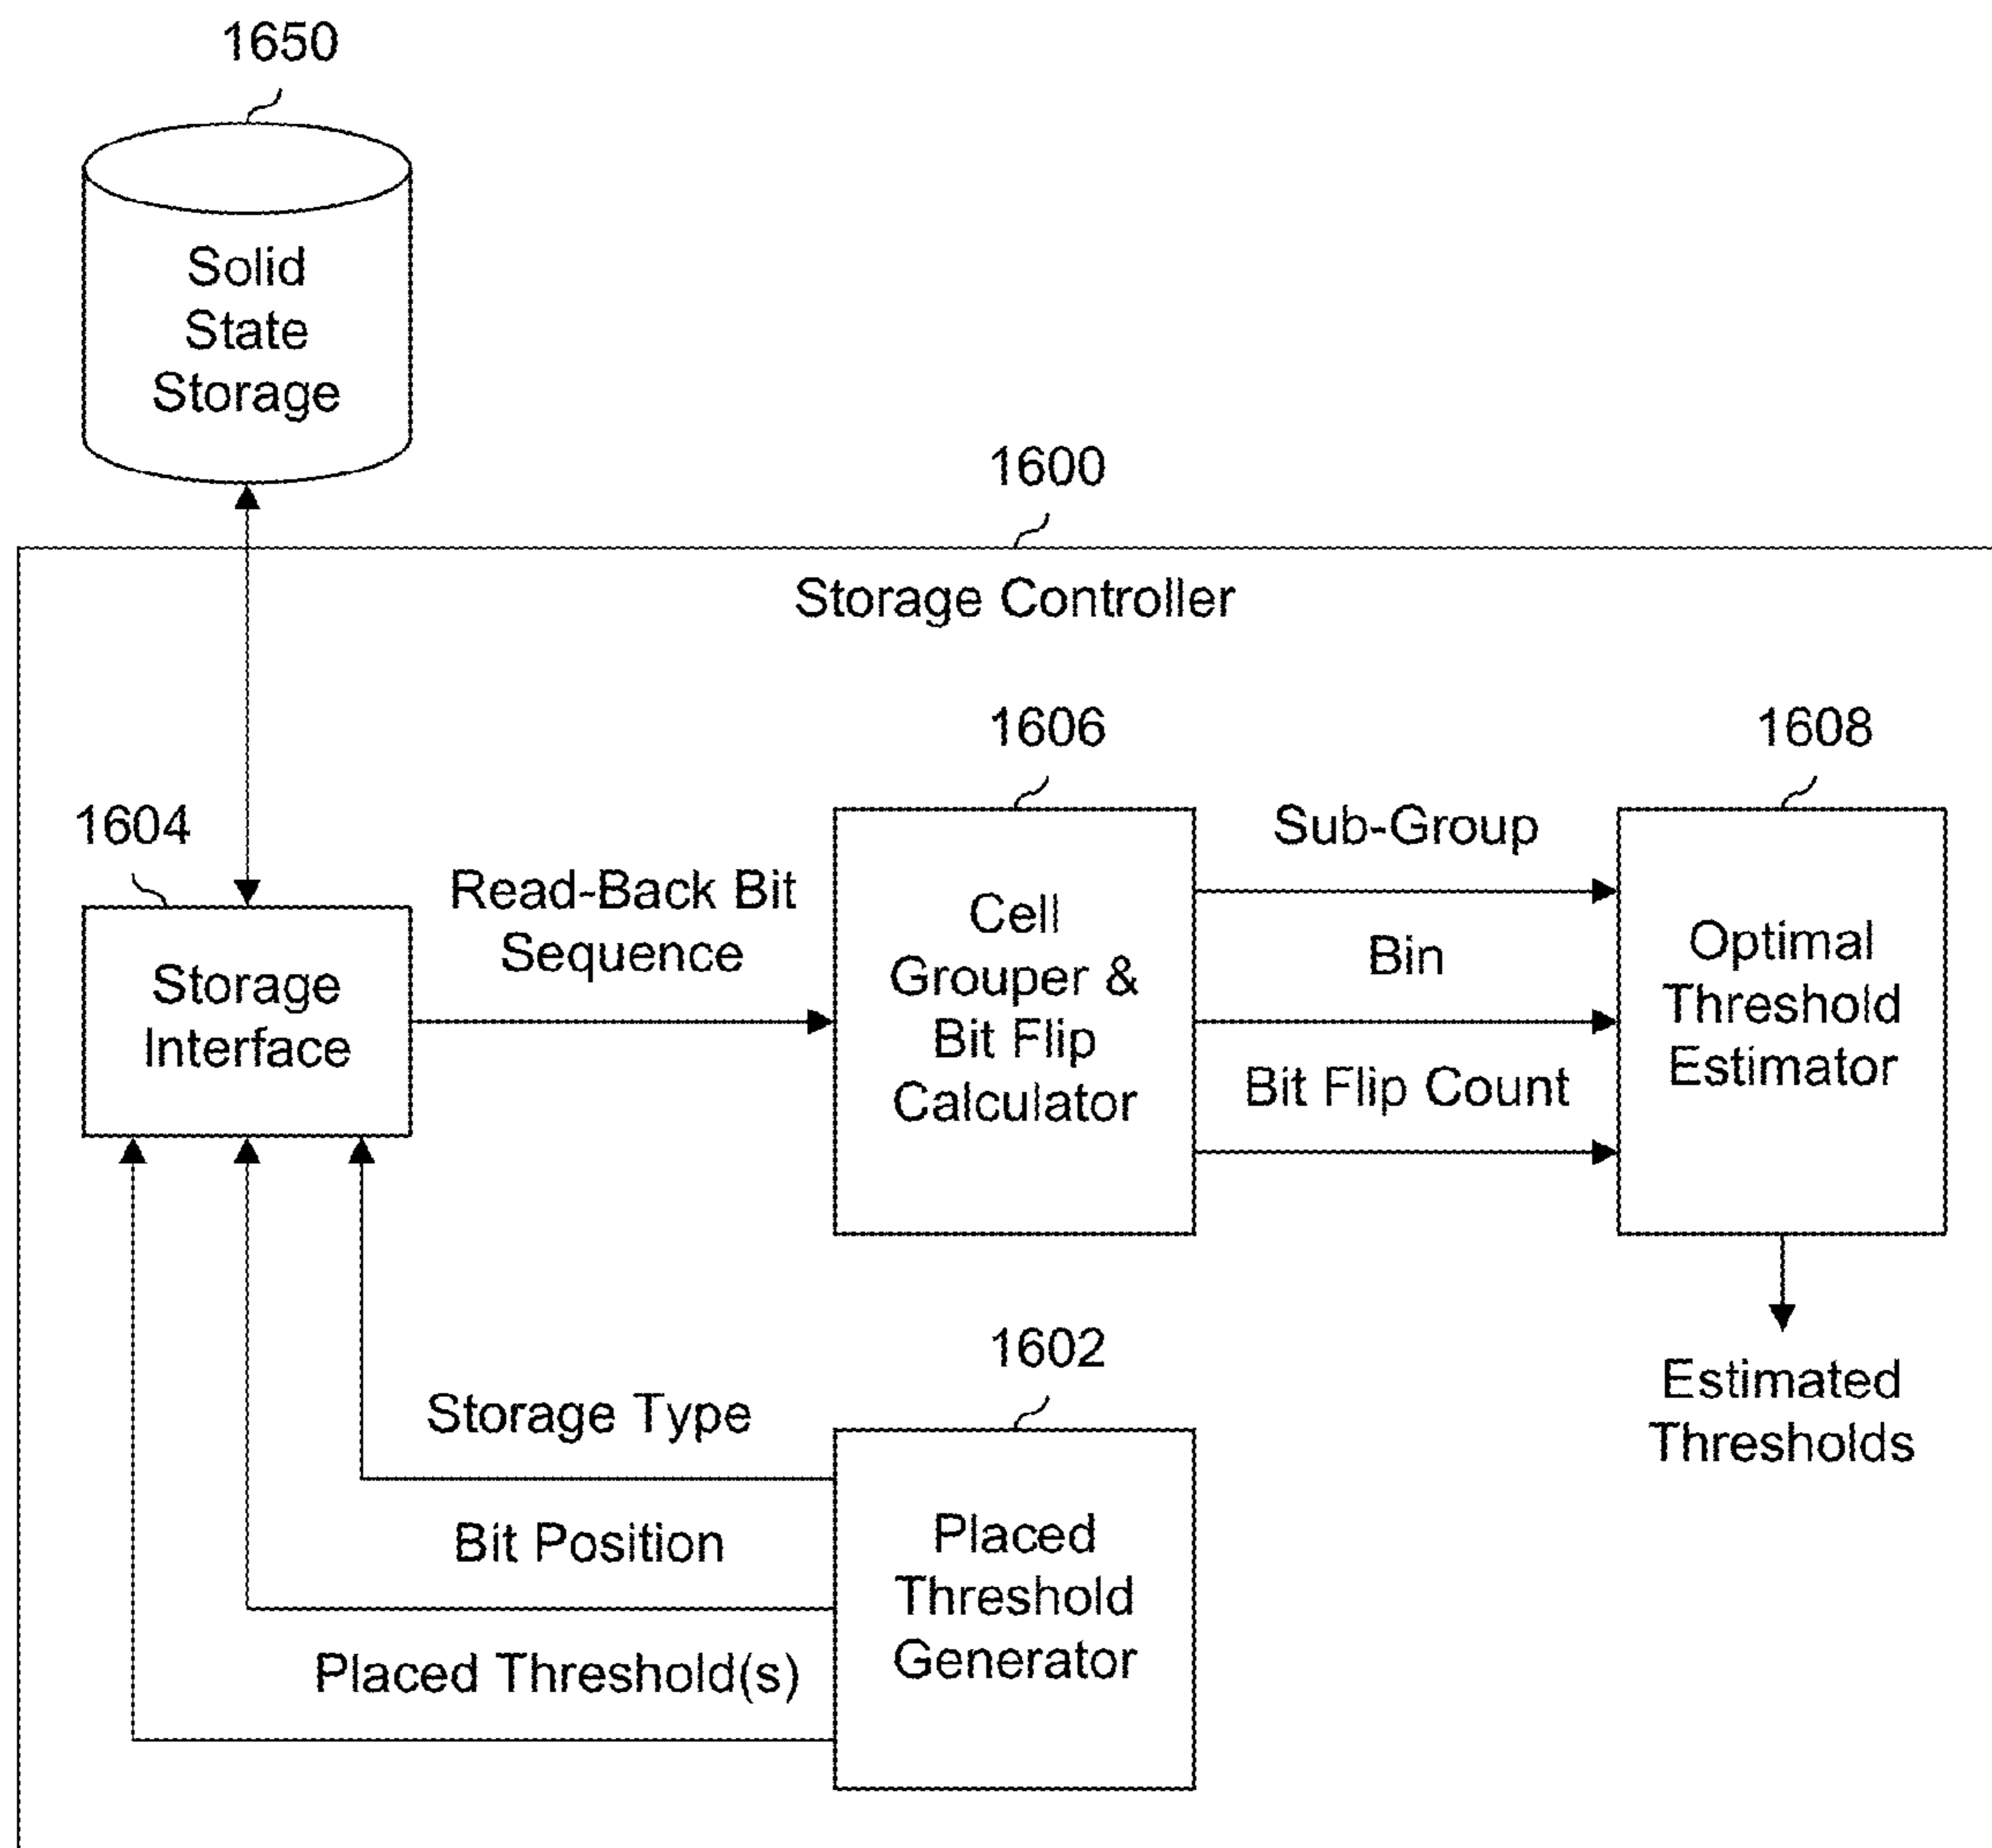 1650
Solid
State
Storage
1600
Storage Controller
1604
Storage
Interface
Read-Back Bit
Sequence
1606
Cell
Grouper &
Bit Flip
Calculator
Sub-Group
Bin
Bit Flip Count
1608
Optimal
Threshold
Estimator
Estimated
Thresholds
1602
Placed
Threshold
Generator
Storage Type
Bit Position
Placed Threshold(s)